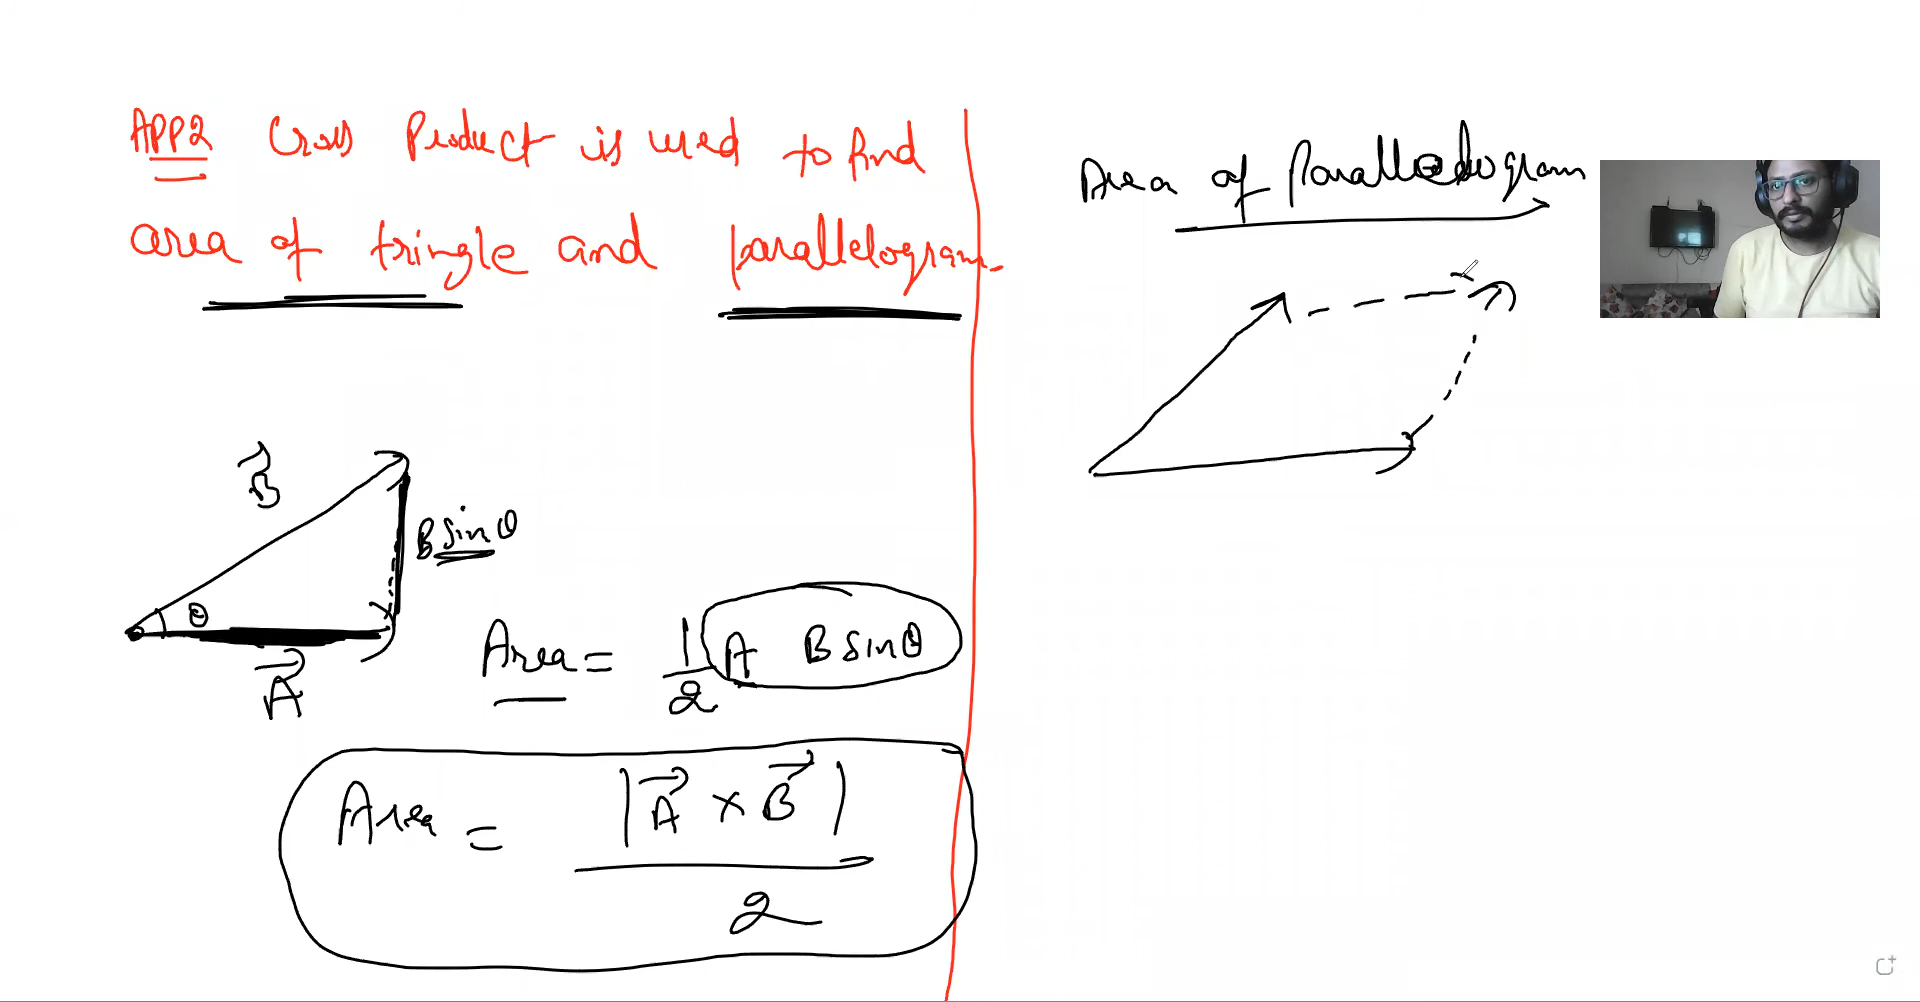 APP2 Cross Product is used to find
area of tringle and parallelogram.
B⃗
B sin θ
θ
A⃗
Area = 1/2 A B sin θ
Area = |A⃗ × B⃗| / 2
Area of Parallelogram